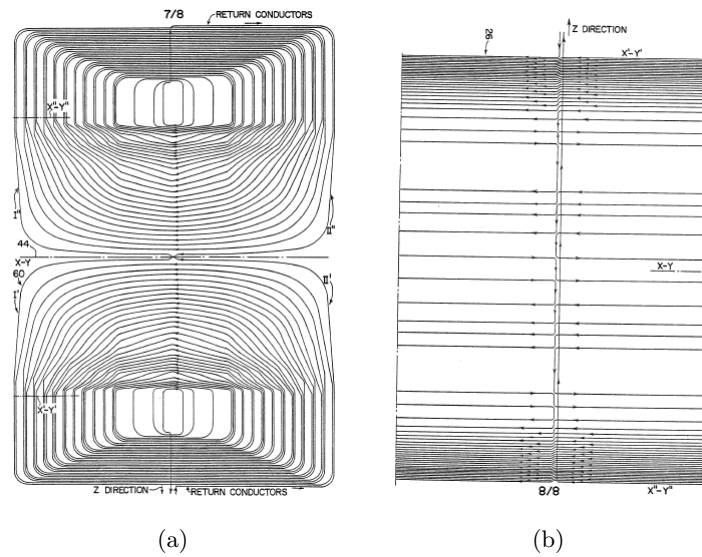 7/8
RETURN CONDUCTORS
X"-Y"
I"
II"
44
X-Y
60
I'
II'
X'-Y'
Z DIRECTION
RETURN CONDUCTORS
(a)
Z DIRECTION
26
X'-Y'
X-Y
8/8
X"-Y"
(b)